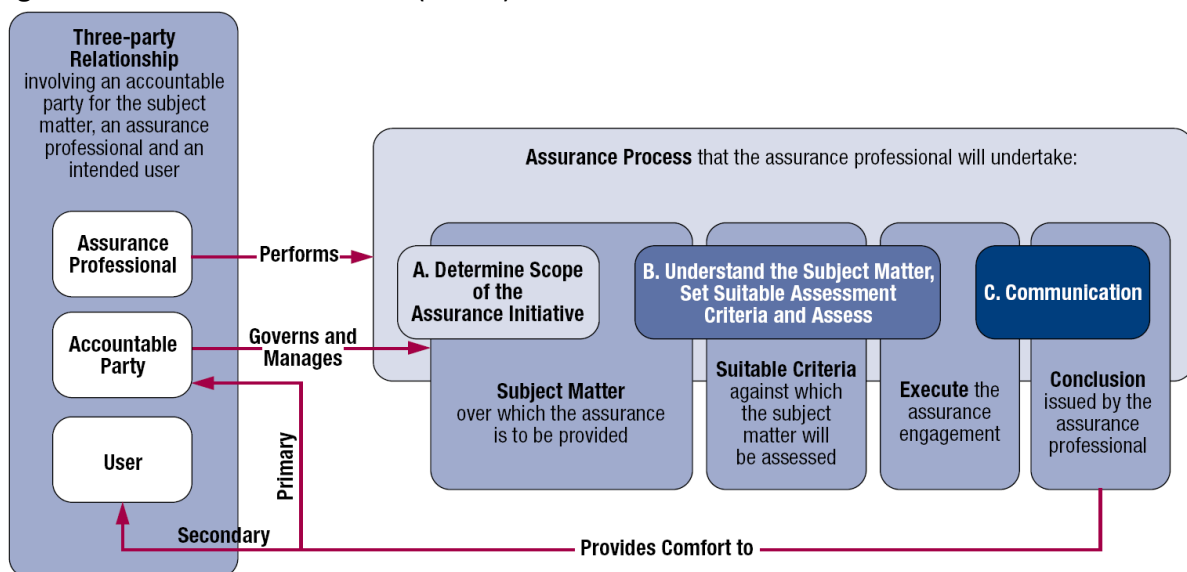 Three-party
Relationship
involving an accountable
party for the subject
matter, an assurance
professional and an
intended user
Assurance
Professional
Accountable
Party
User
Performs
Governs and
Manages
Primary
Secondary
Provides Comfort to
Assurance Process that the assurance professional will undertake:
A. Determine Scope
of the
Assurance Initiative
B. Understand the Subject Matter,
Set Suitable Assessment
Criteria and Assess
C. Communication
Subject Matter
over which the assurance
is to be provided
Suitable Criteria
against which
the subject
matter will
be assessed
Execute the
assurance
engagement
Conclusion
issued by the
assurance
professional